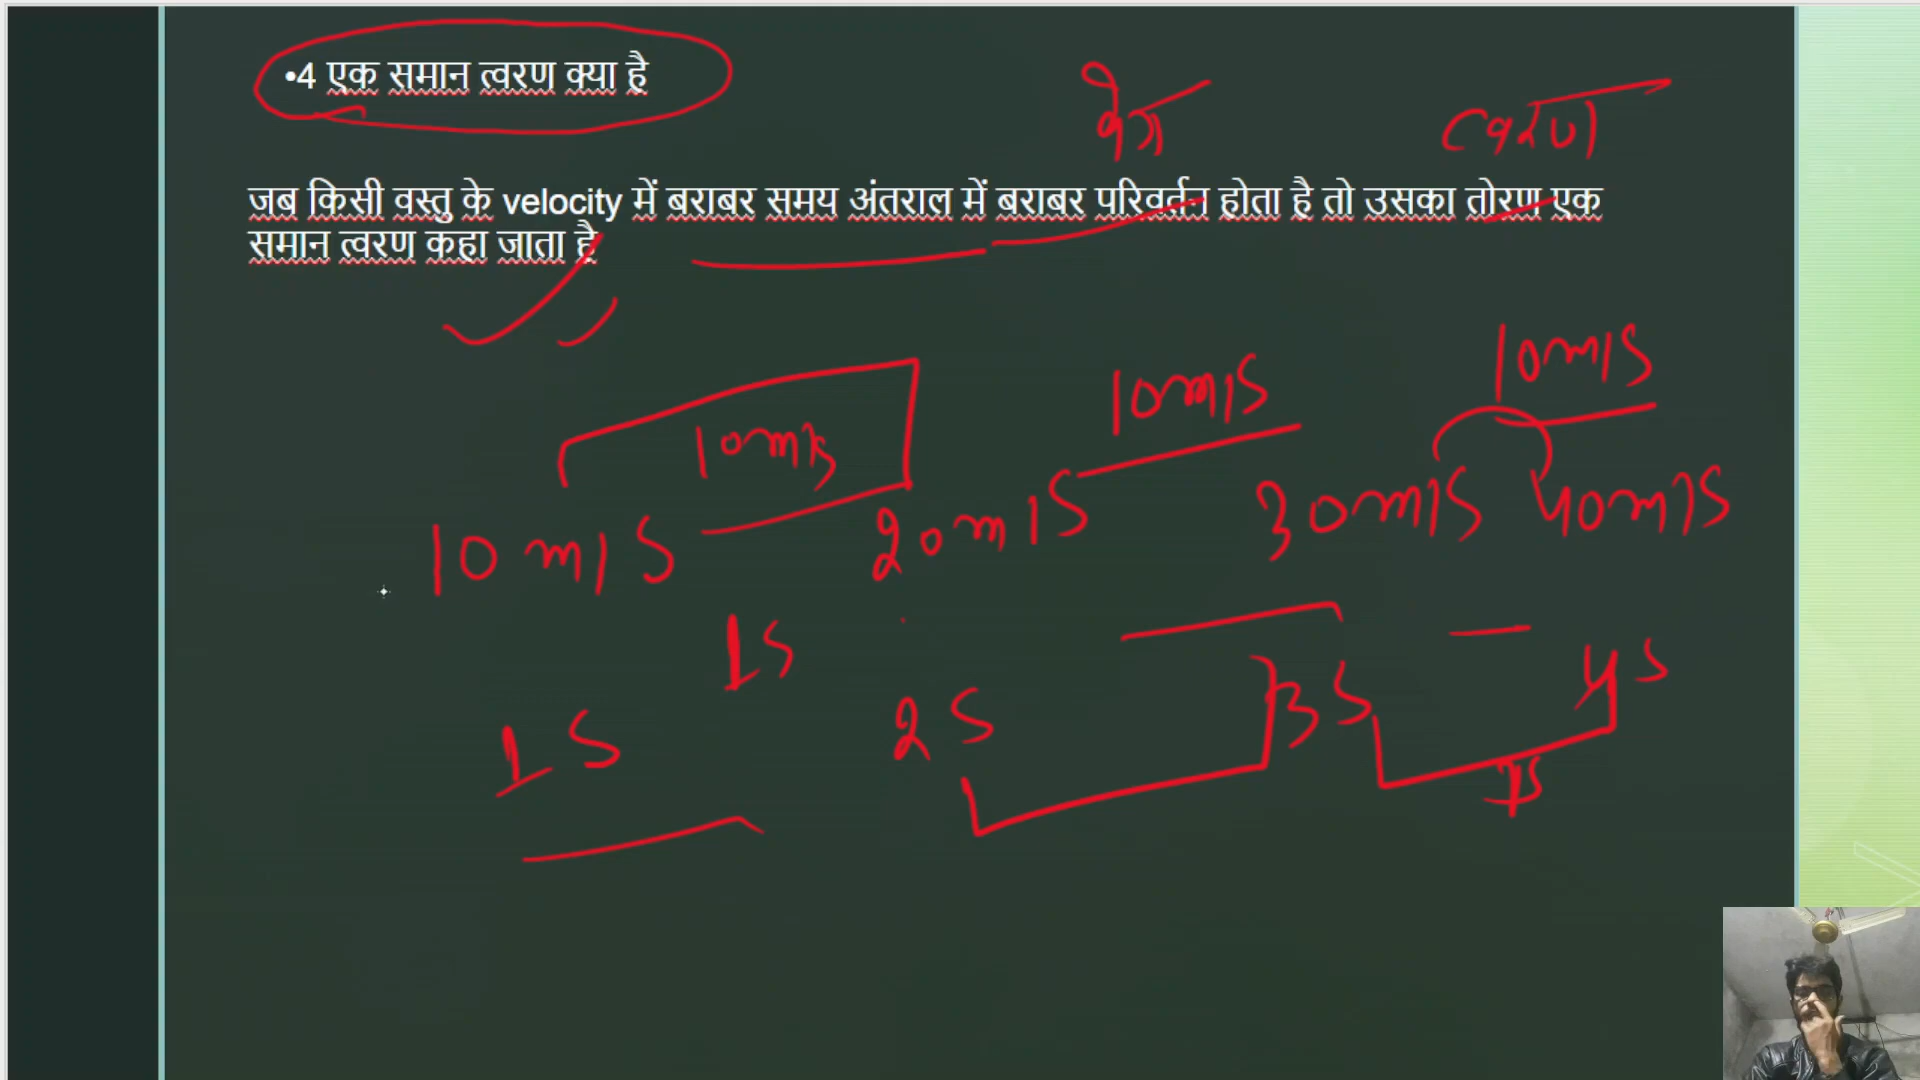 •4 एक समान त्वरण क्या है
वेग
त्वरण
जब किसी वस्तु के velocity में बराबर समय अंतराल में बराबर परिवर्तन होता है तो उसका तोरण एक
समान त्वरण कहा जाता है
10m/s 10m/s 10m/s
10 m/s 20m/s 30m/s 40m/s
1s
1s 2s 3s 4s
1s